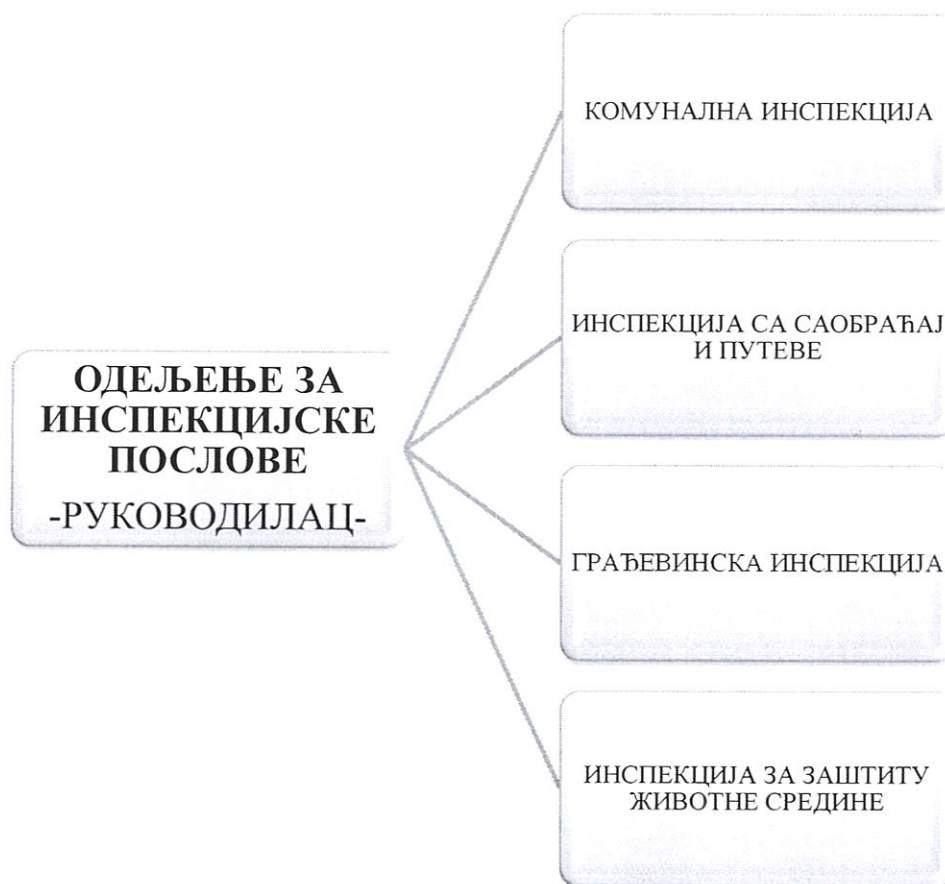 КОМУНАЛНА ИНСПЕКЦИЈА
ИНСПЕКЦИЈА СА САОБРАЋАЈ
И ПУТЕВЕ
ОДЕЉЕЊЕ ЗА
ИНСПЕКЦИЈСКЕ
ПОСЛОВЕ
-РУКОВОДИЛАЦ-
ГРАЂЕВИНСКА ИНСПЕКЦИЈА
ИНСПЕКЦИЈА ЗА ЗАШТИТУ
ЖИВОТНЕ СРЕДИНЕ